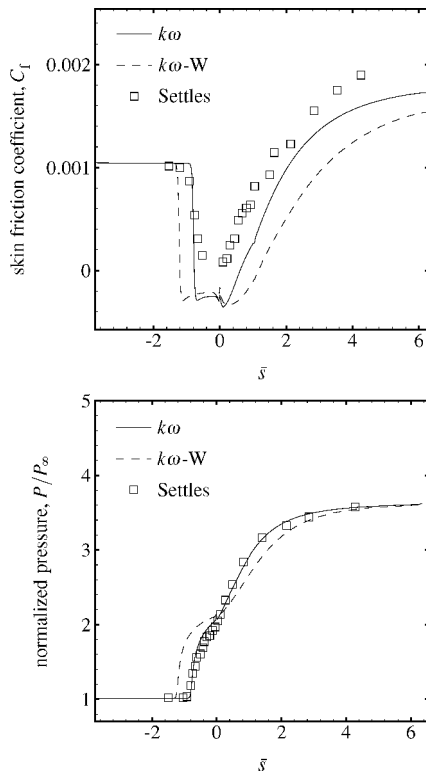 skin friction coefficient, C_f
0.002
0.001
0
kω
kω-W
Settles
-2
0
2
4
6
s̄
normalized pressure, P/P∞
5
4
3
2
1
kω
kω-W
Settles
-2
0
2
4
6
s̄